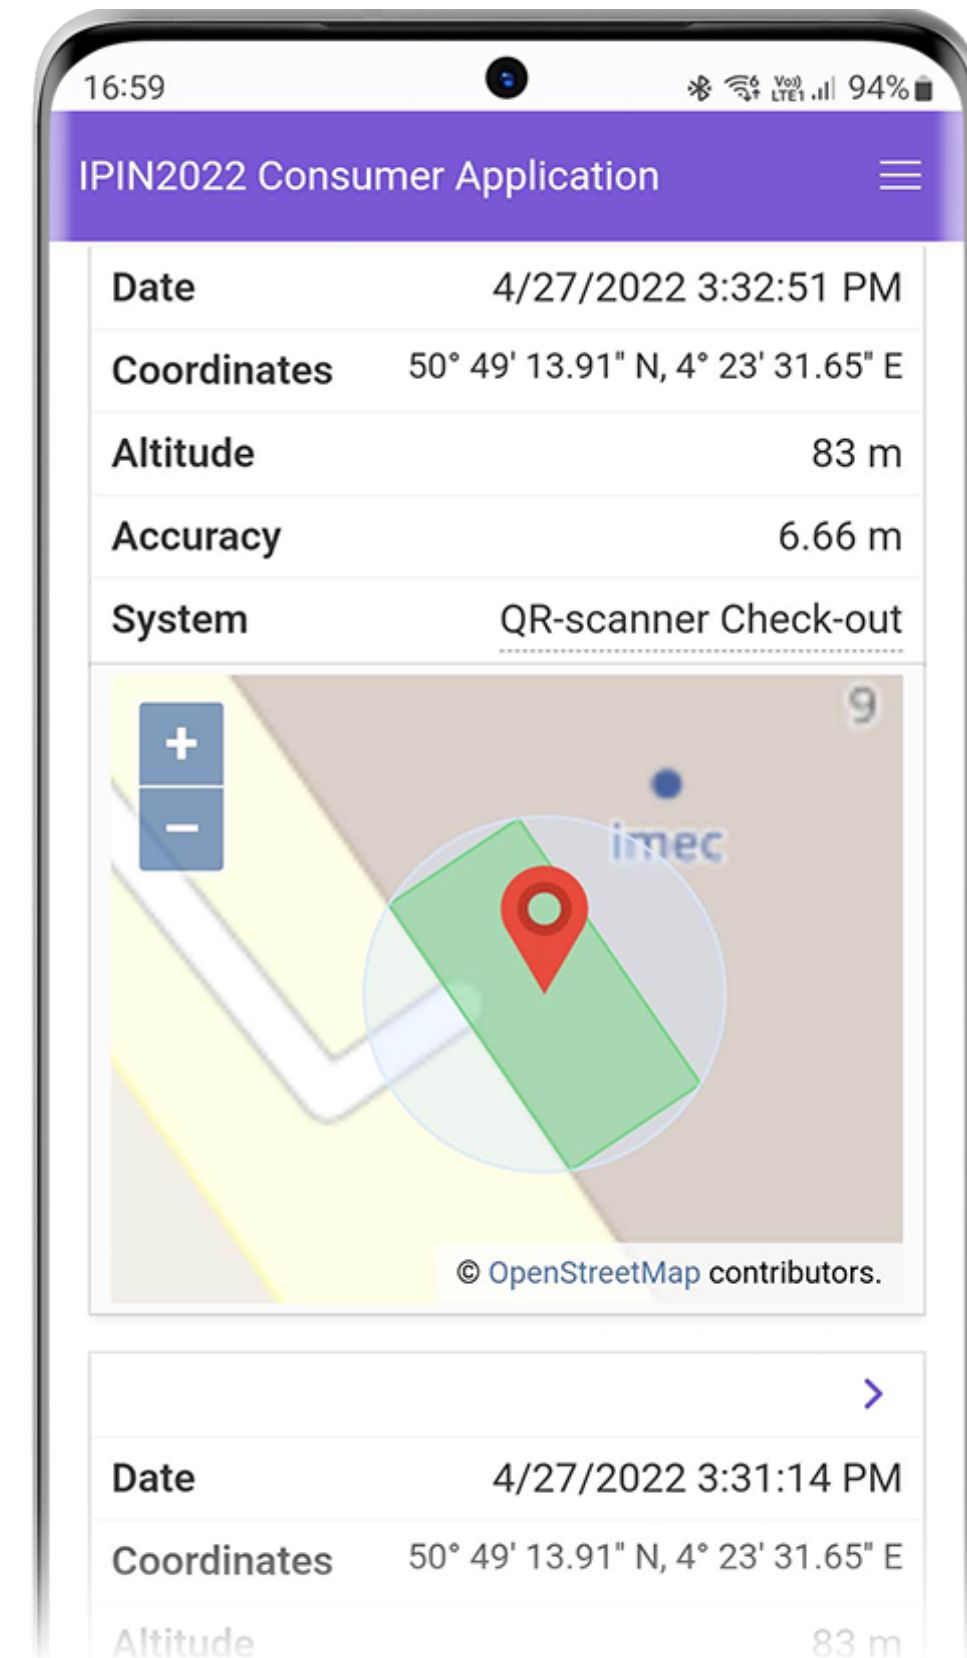 16:59 Vo)) LTE1 94%
IPIN2022 Consumer Application
Date 4/27/2022 3:32:51 PM
Coordinates 50° 49' 13.91" N, 4° 23' 31.65" E
Altitude 83 m
Accuracy 6.66 m
System QR-scanner Check-out
+
9
−
imec
© OpenStreetMap contributors.
Date 4/27/2022 3:31:14 PM
Coordinates 50° 49' 13.91" N, 4° 23' 31.65" E
Altitude 83 m